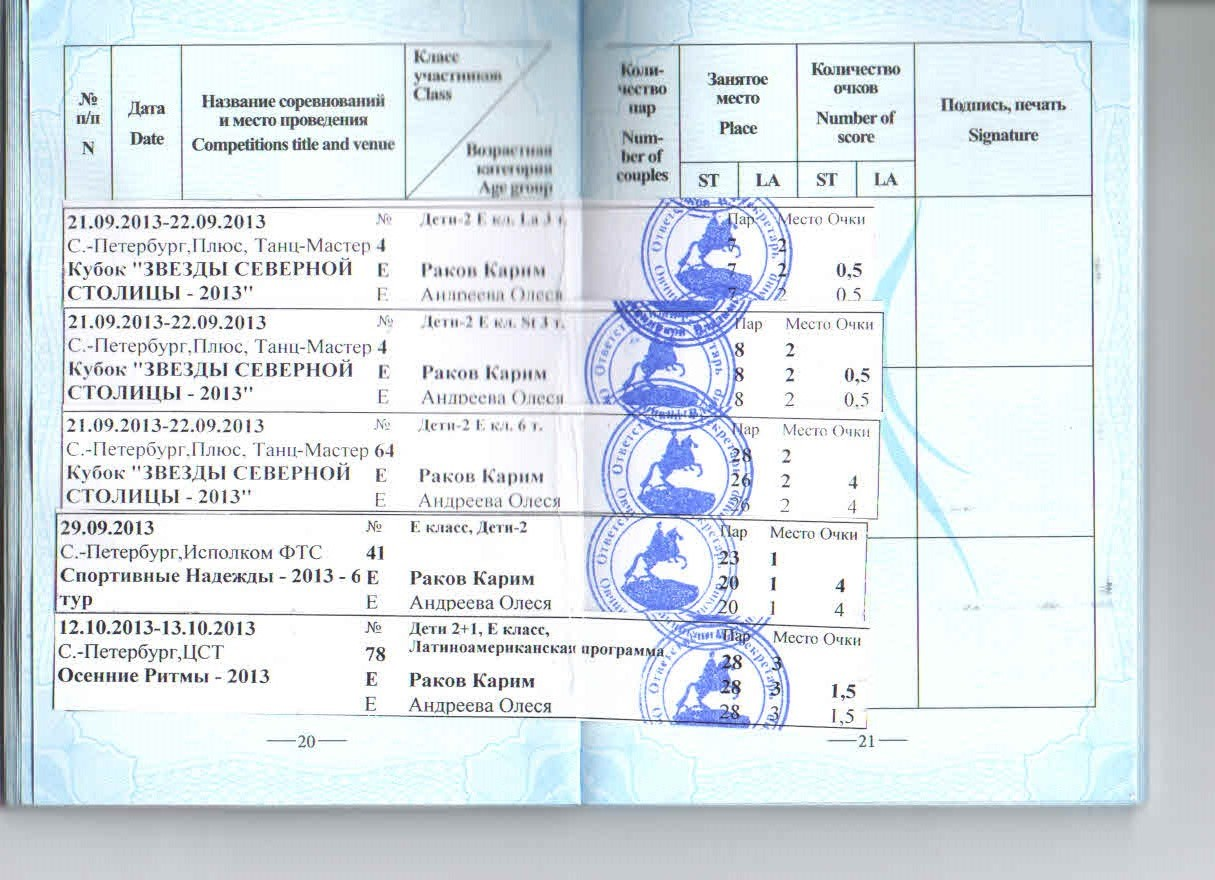 №
п/п
N
Дата
Date
Название соревнований
и место проведения
Competitions title and venue
Класс
участников
Class
Возрастная
категория
Age group
Коли-
чество
пар
Num-
ber of
couples
Занятое
место
Place
ST LA
Количество
очков
Number of
score
ST LA
Подпись, печать
Signature
21.09.2013-22.09.2013 № Дети-2 Е кл. La 3 т. Пар Место Очки
С.-Петербург,Плюс, Танц-Мастер 4 7 2
Кубок "ЗВЕЗДЫ СЕВЕРНОЙ Е Раков Карим 7 2 0,5
СТОЛИЦЫ - 2013" Е Андреева Олеся 7 2 0,5
21.09.2013-22.09.2013 № Дети-2 Е кл. St 3 т. Пар Место Очки
С.-Петербург,Плюс, Танц-Мастер 4 8 2
Кубок "ЗВЕЗДЫ СЕВЕРНОЙ Е Раков Карим 8 2 0,5
СТОЛИЦЫ - 2013" Е Андреева Олеся 8 2 0,5
21.09.2013-22.09.2013 № Дети-2 Е кл. 6 т. Пар Место Очки
С.-Петербург,Плюс, Танц-Мастер 64 28 2
Кубок "ЗВЕЗДЫ СЕВЕРНОЙ Е Раков Карим 26 2 4
СТОЛИЦЫ - 2013" Е Андреева Олеся 26 2 4
29.09.2013 № Е класс, Дети-2 Пар Место Очки
С.-Петербург,Исполком ФТС 41 23 1
Спортивные Надежды - 2013 - 6 Е Раков Карим 20 1 4
тур Е Андреева Олеся 20 1 4
12.10.2013-13.10.2013 № Дети 2+1, Е класс, Пар Место Очки
С.-Петербург,ЦСТ 78 Латиноамериканская программа 28 3
Осенние Ритмы - 2013 Е Раков Карим 28 3 1,5
Е Андреева Олеся 28 3 1,5
20
21